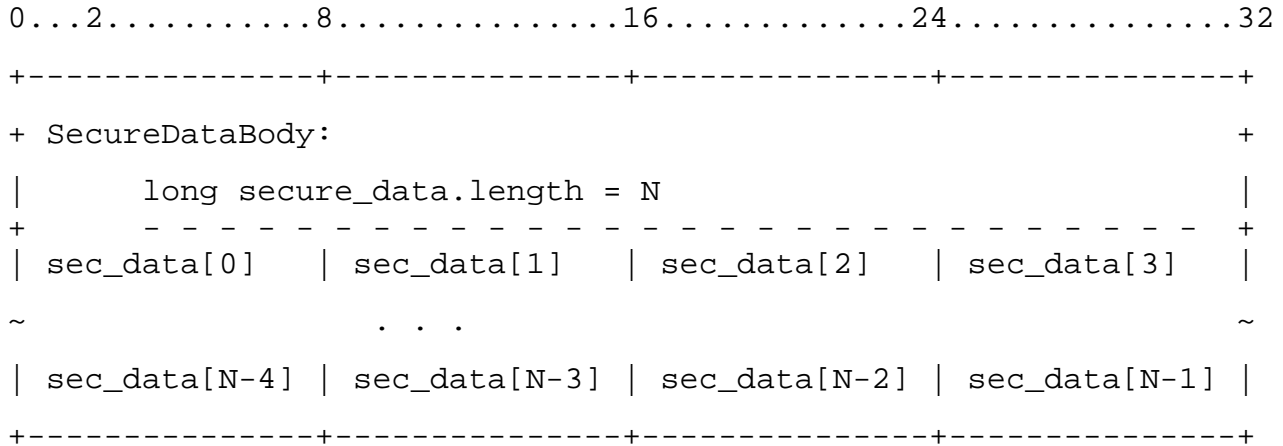 0...2...........8...............16.............24...............32
+---------------+---------------+---------------+---------------+
+ SecureDataBody: +
| long secure_data.length = N |
+ - - - - - - - - - - - - - - - - - - - - - - - +
| sec_data[0] | sec_data[1] | sec_data[2] | sec_data[3] |
~ . . . ~
| sec_data[N-4] | sec_data[N-3] | sec_data[N-2] | sec_data[N-1] |
+---------------+---------------+---------------+---------------+